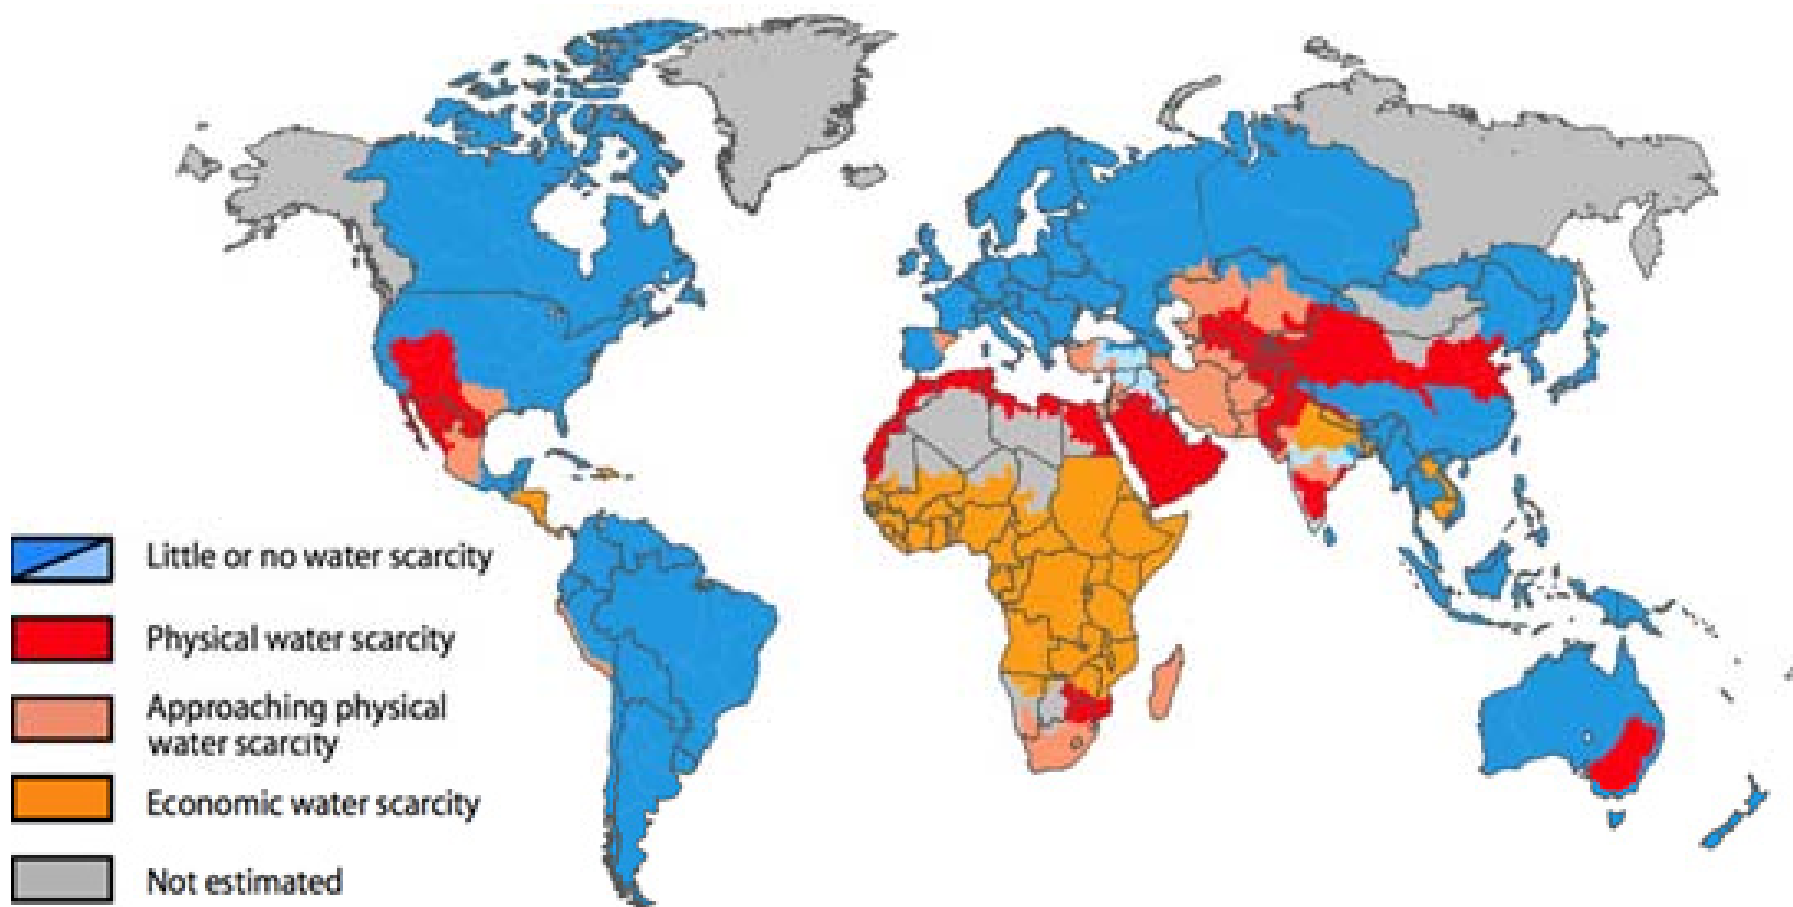 Little or no water scarcity
Physical water scarcity
Approaching physical
water scarcity
Economic water scarcity
Not estimated